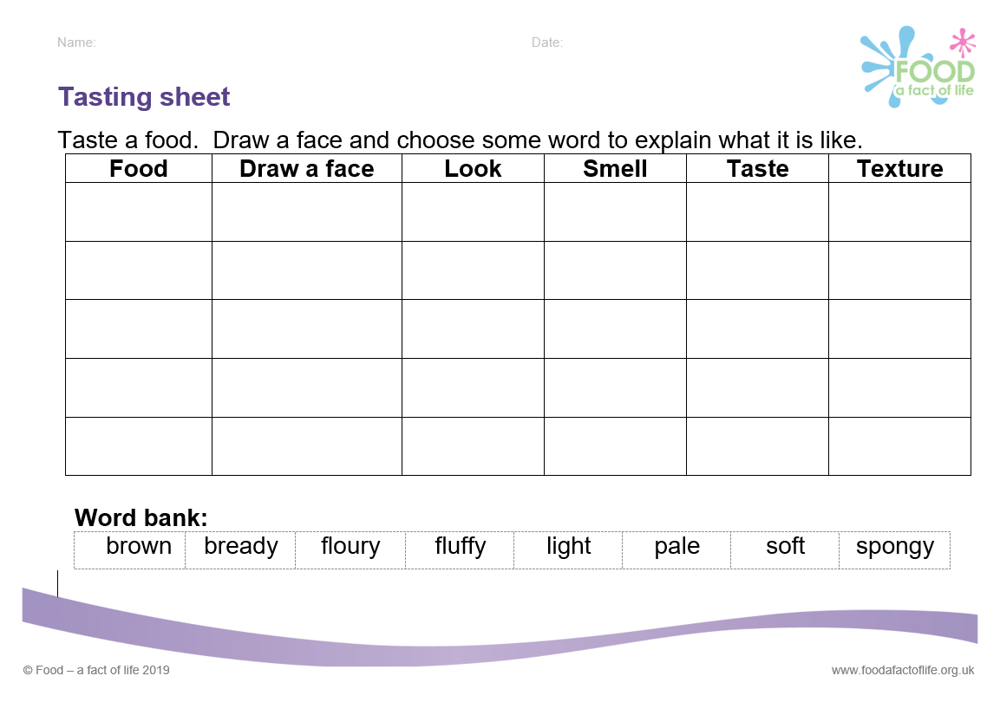 Name: Date:
FOOD
a fact of life
Tasting sheet
Taste a food.  Draw a face and choose some word to explain what it is like.
Food Draw a face Look Smell Taste Texture
Word bank:
brown bready floury fluffy light pale soft spongy
© Food – a fact of life 2019 www.foodafactoflife.org.uk